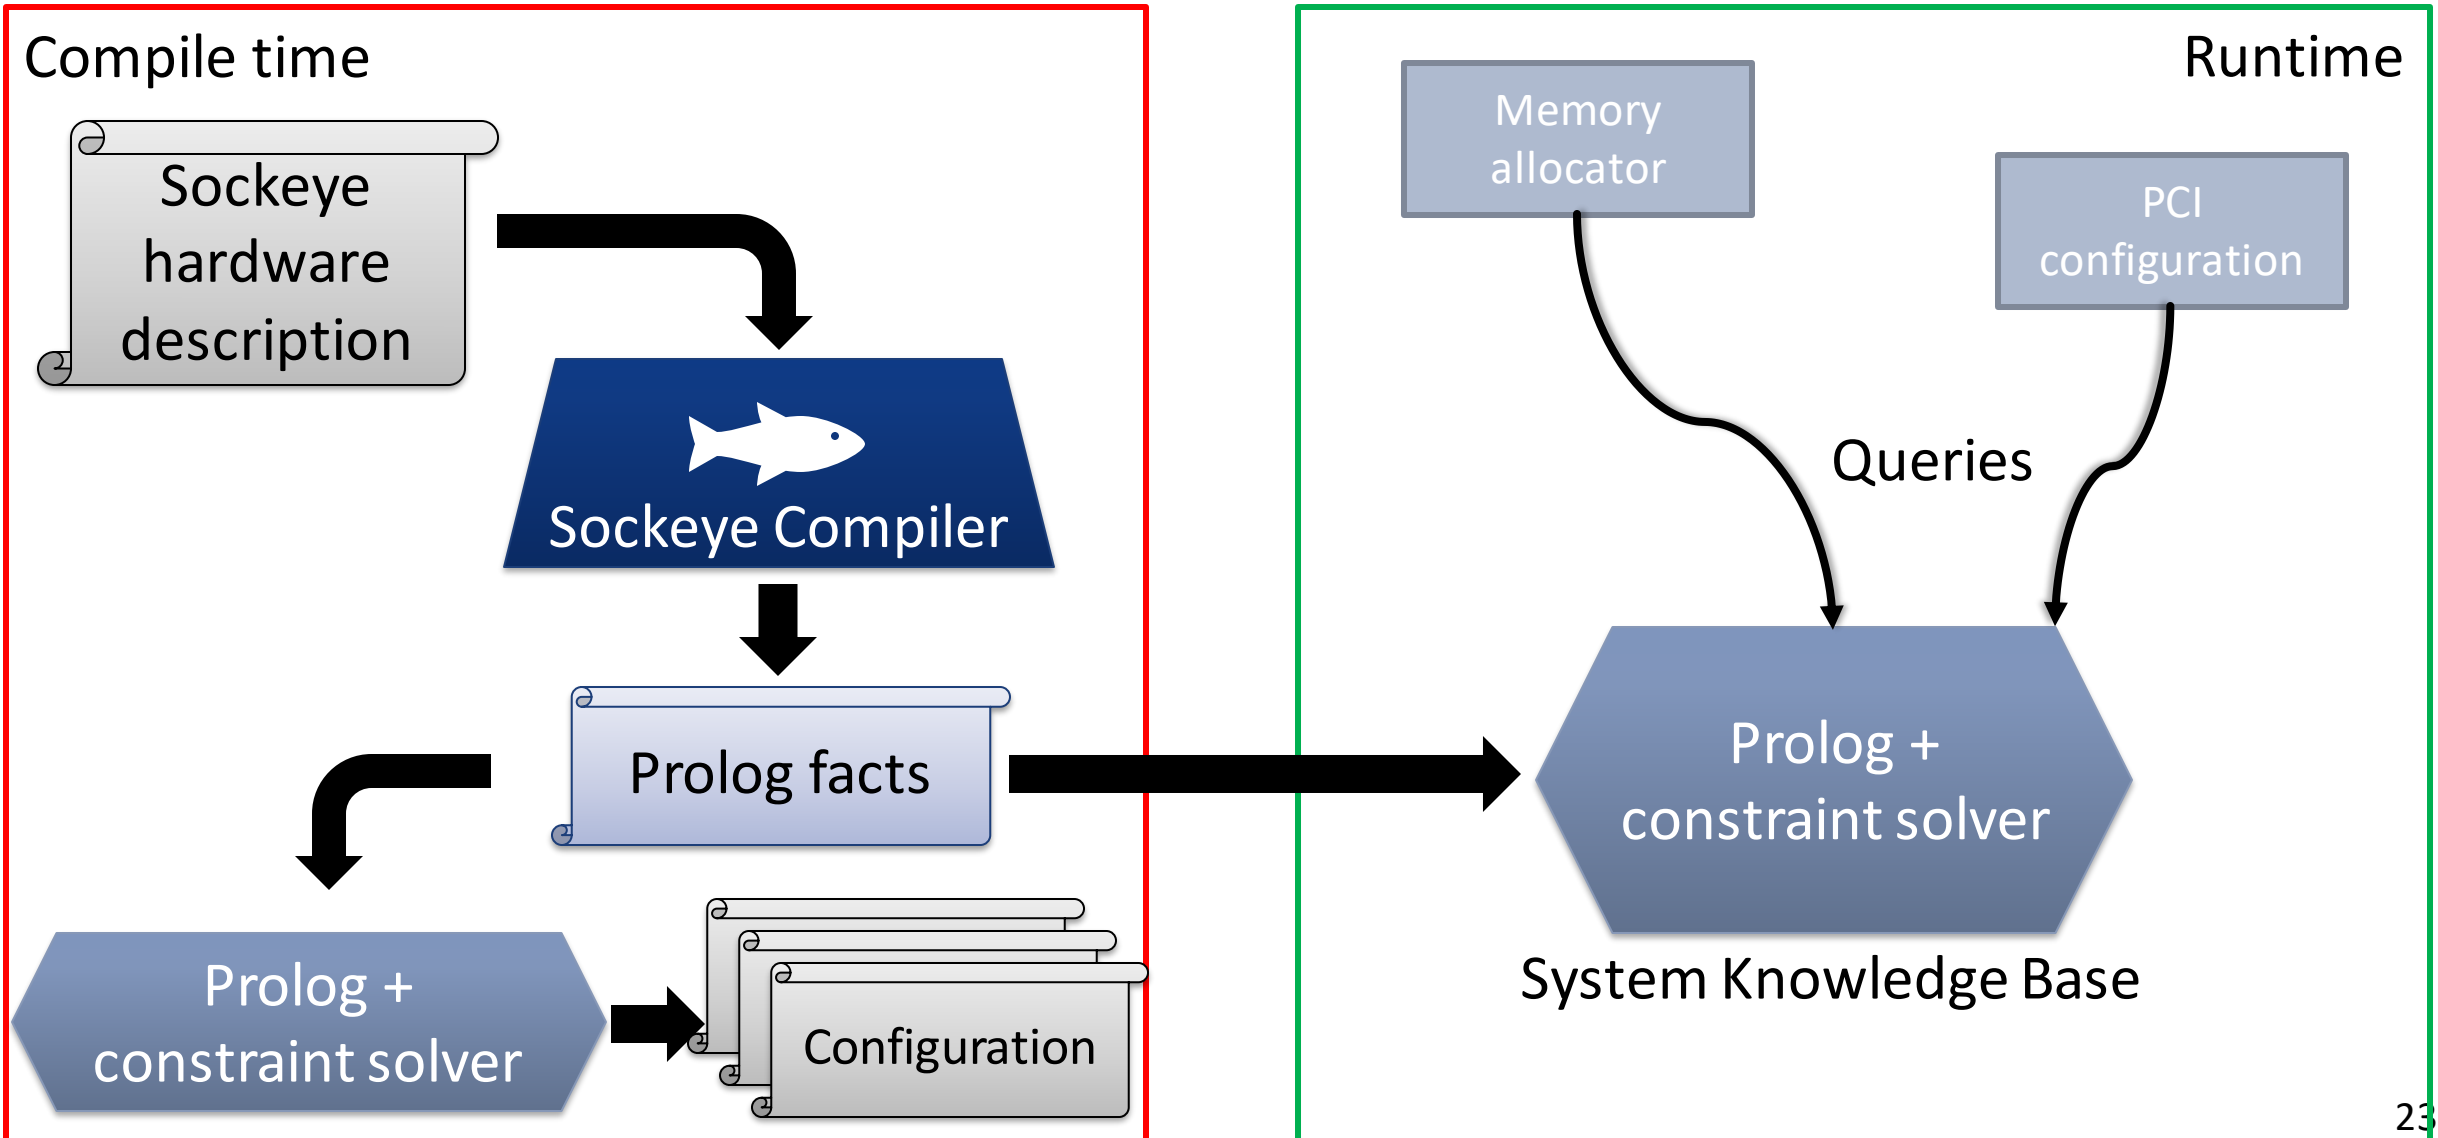 Compile time
Sockeye
hardware
description
Sockeye Compiler
Prolog facts
Prolog +
constraint solver
Configuration
Runtime
Memory
allocator
PCI
configuration
Queries
Prolog +
constraint solver
System Knowledge Base
23